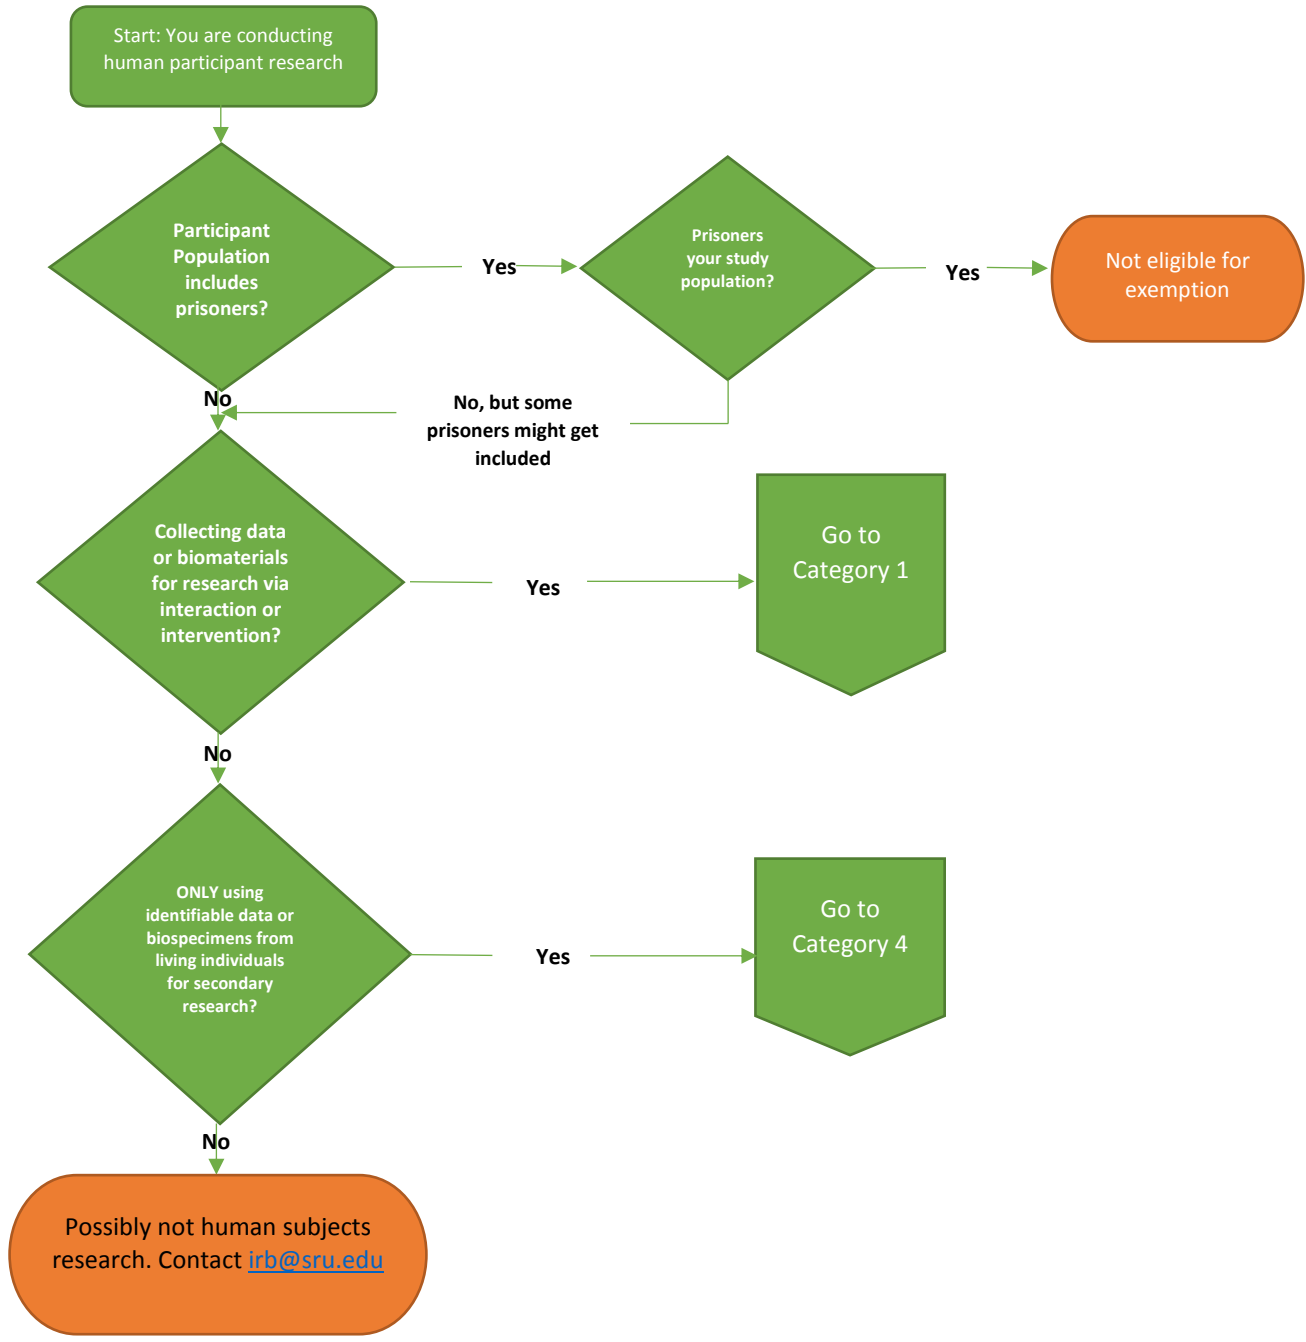 Start: You are conducting
human participant research
Participant
Population
includes
prisoners?
Yes
Prisoners
your study
population?
Yes
Not eligible for
exemption
No
No, but some
prisoners might get
included
Collecting data
or biomaterials
for research via
interaction or
intervention?
Yes
Go to
Category 1
No
ONLY using
identifiable data or
biospecimens from
living individuals
for secondary
research?
Yes
Go to
Category 4
No
Possibly not human subjects
research. Contact irb@sru.edu